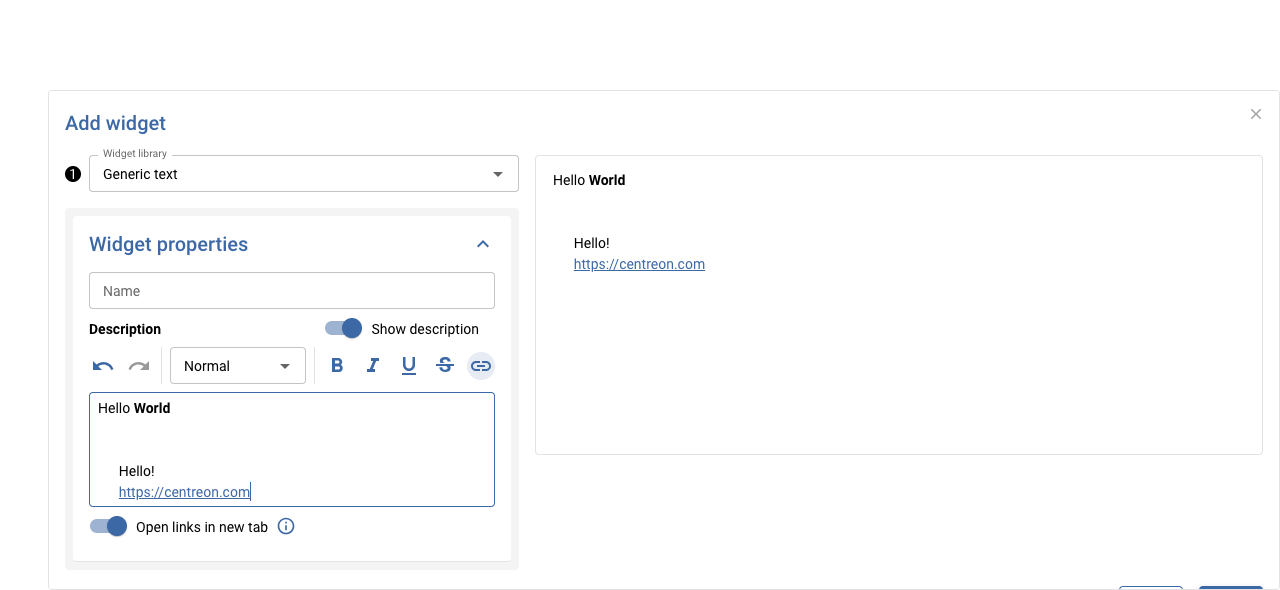 Add widget
Widget library
1
Generic text
Widget properties
Name
Description
Show description
Normal
B I U S
Hello World
Hello!
https://centreon.com
Open links in new tab
Hello World
Hello!
https://centreon.com